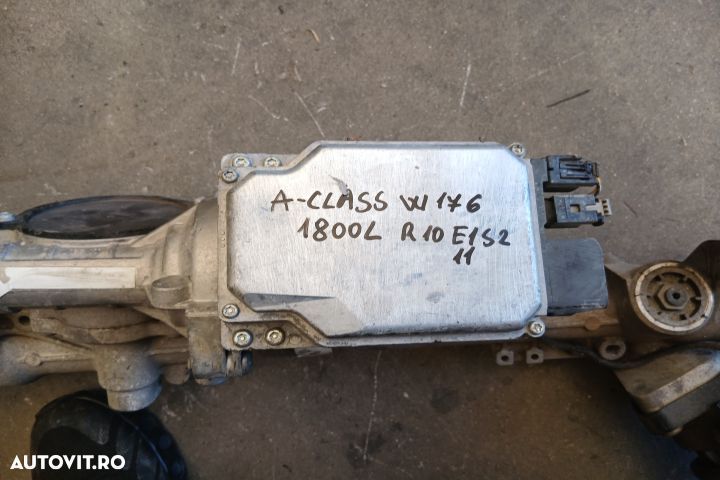 A-CLASS W176
1800L R10 E1S2
11
AUTOVIT.RO